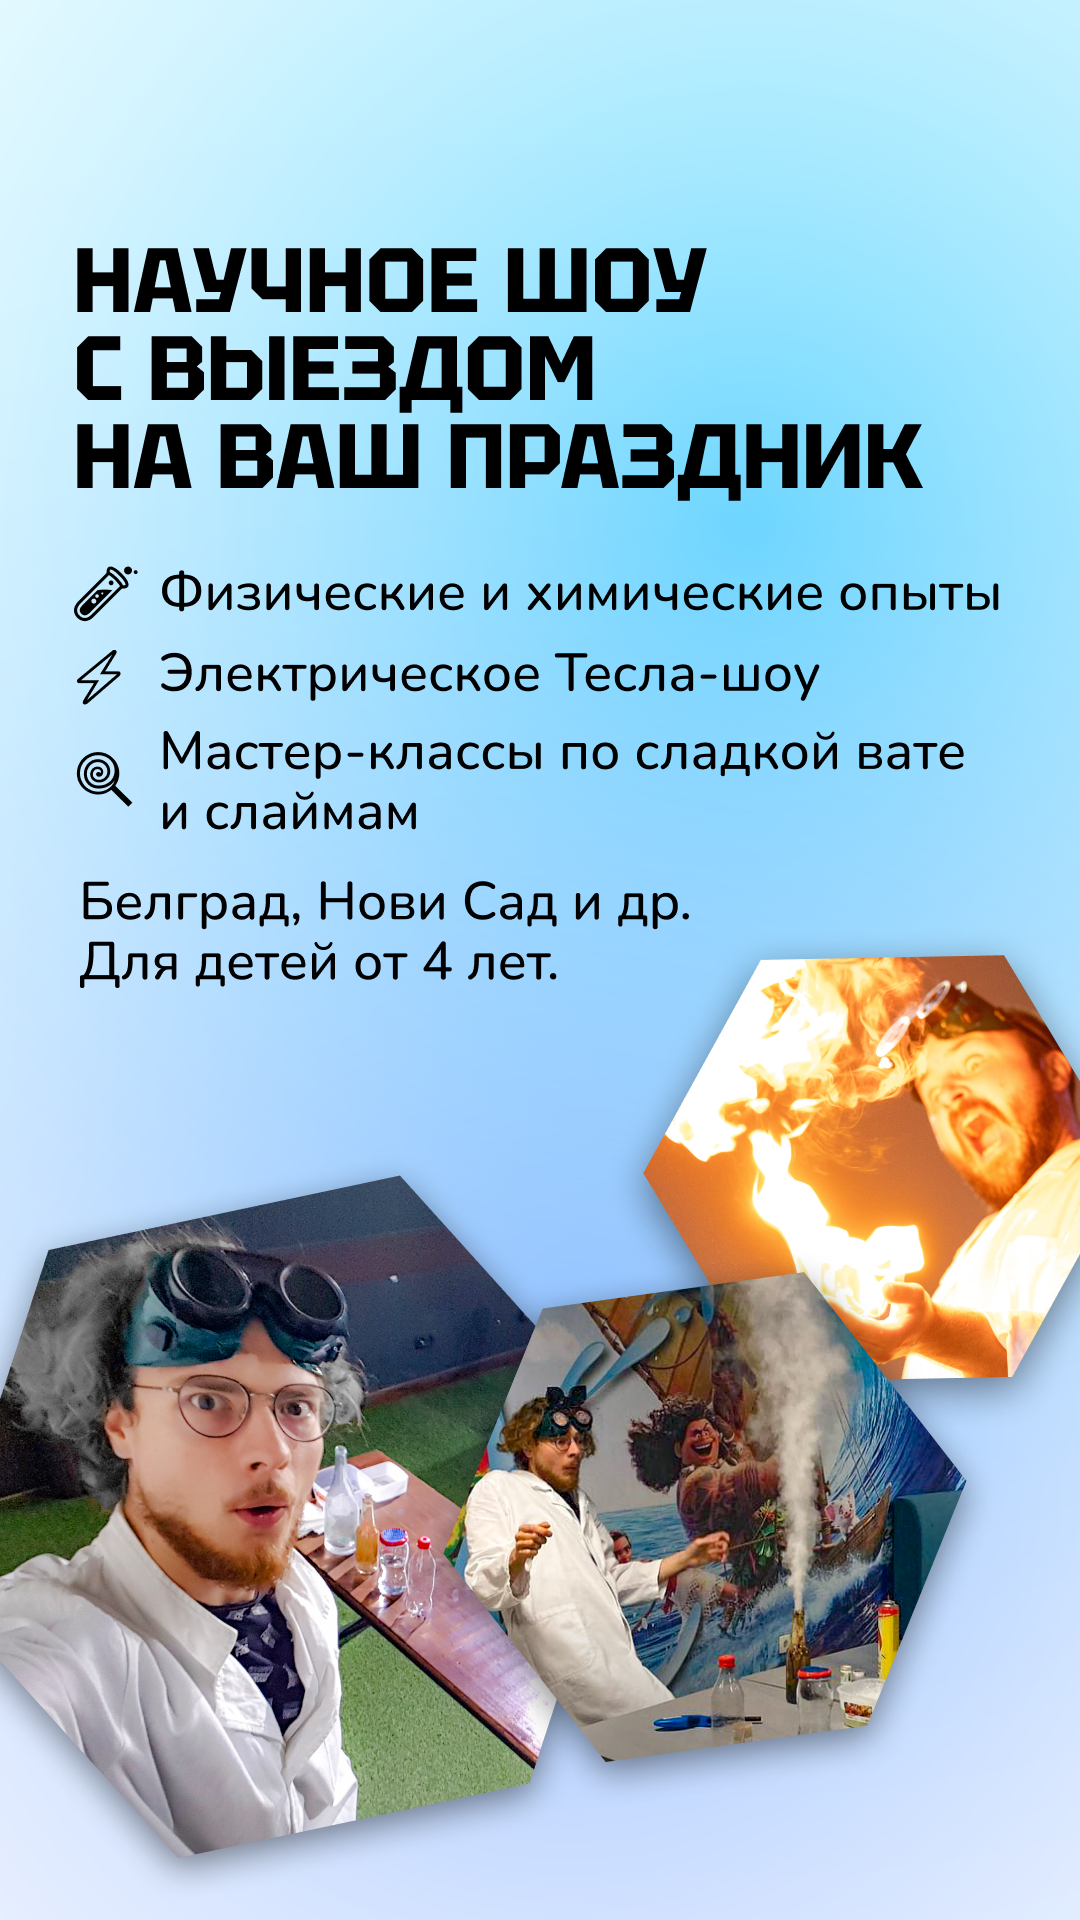 НАУЧНОЕ ШОУ
С ВЫЕЗДОМ
НА ВАШ ПРАЗДНИК
Физические и химические опыты
Электрическое Тесла-шоу
Мастер-классы по сладкой вате
и слаймам
Белград, Нови Сад и др.
Для детей от 4 лет.